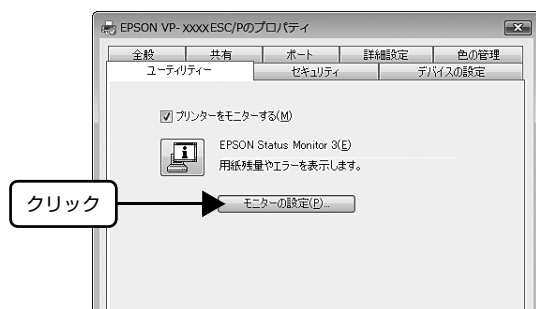 EPSON VP- xxxx ESC/Pのプロパティ
全般 共有 ポート 詳細設定 色の管理
ユーティリティー セキュリティ デバイスの設定
プリンターをモニターする(M)
EPSON Status Monitor 3(E)
用紙残量やエラーを表示します。
クリック
モニターの設定(P)...